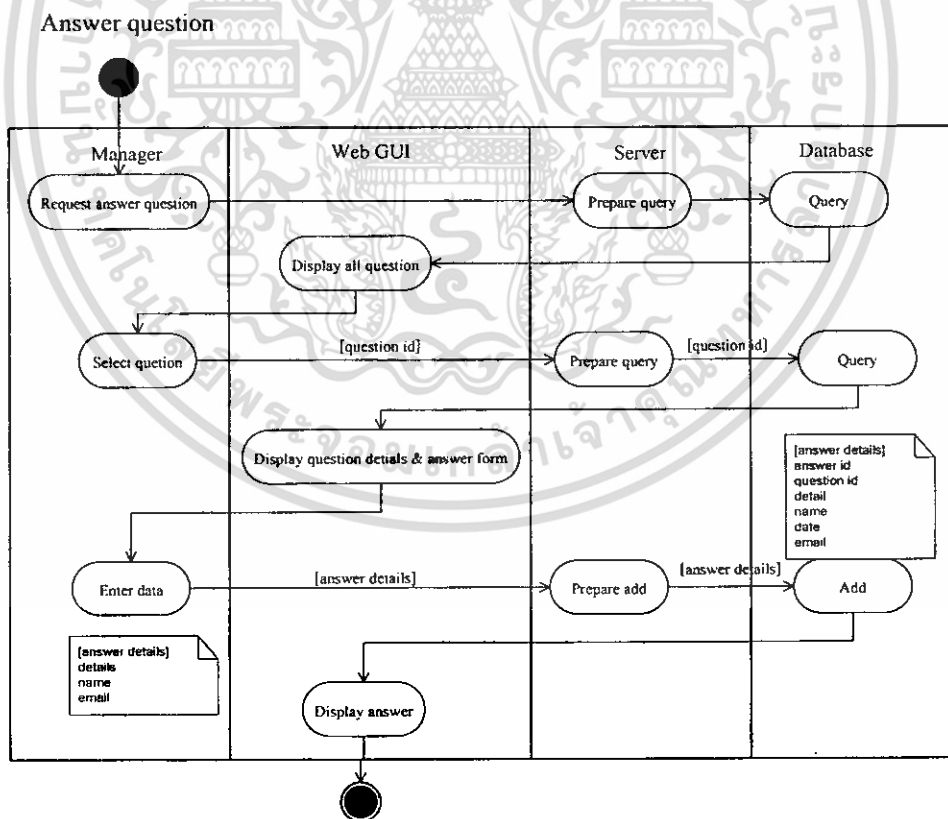 Answer question
Manager
Web GUI
Server
Database
Request answer question
Prepare query
Query
Display all question
Select quetion
[question id]
Prepare query
[question id]
Query
Display question details & answer form
[answer details]
answer id
question id
detail
name
date
email
Enter data
[answer details]
Prepare add
[answer details]
Add
[answer details]
details
name
email
Display answer